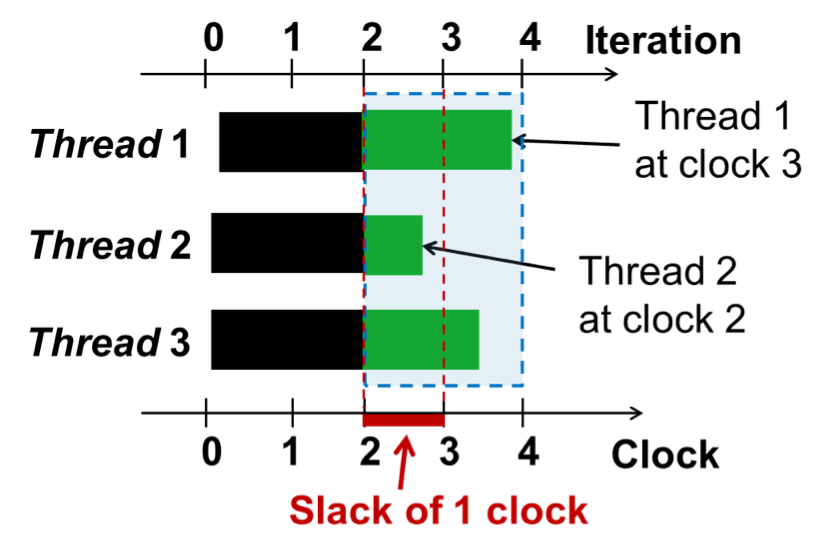 0 1 2 3 4 Iteration
Thread 1
Thread 1
at clock 3
Thread 2
Thread 2
at clock 2
Thread 3
0 1 2 3 4 Clock
Slack of 1 clock